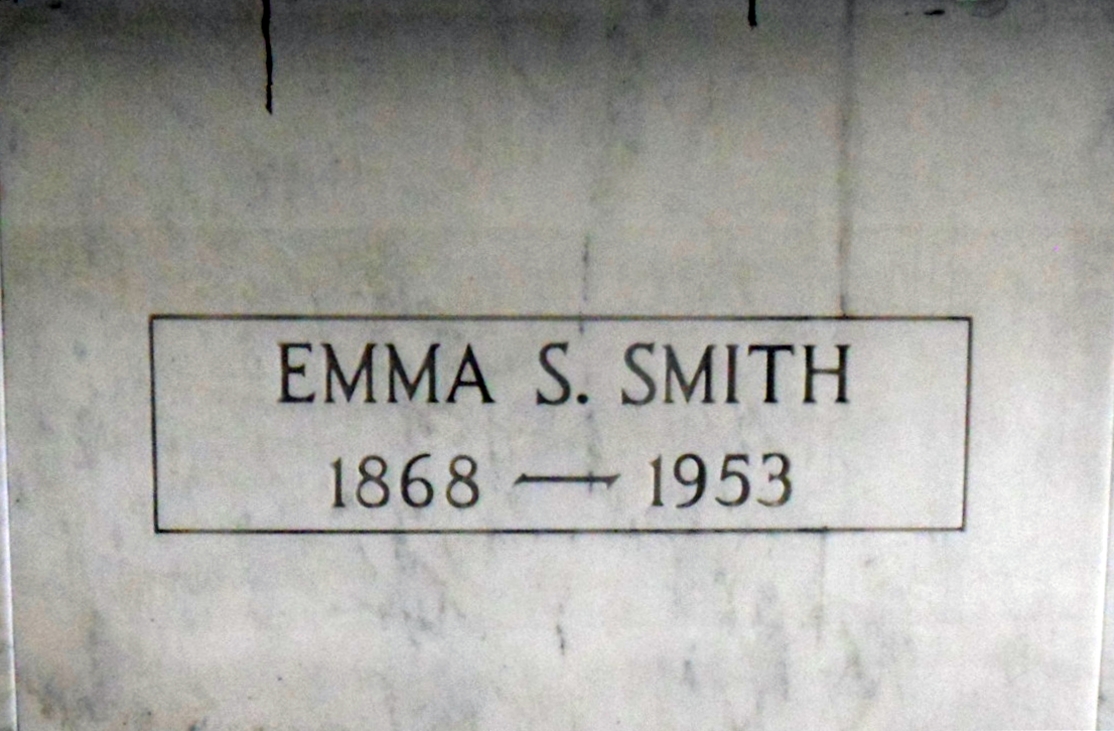 EMMA S. SMITH
1868 — 1953